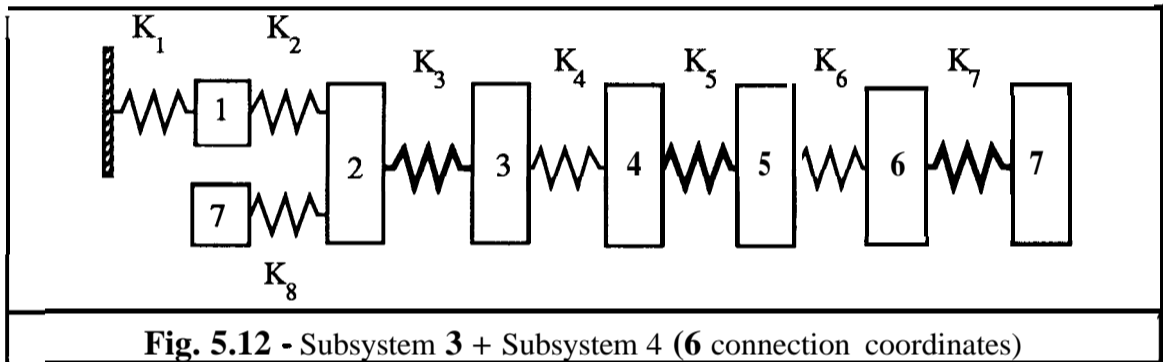 K₁ K₂ K₃ K₄ K₅ K₆ K₇
1 2 3 4 5 6 7
7
K₈
Fig. 5.12 - Subsystem 3 + Subsystem 4 (6 connection coordinates)